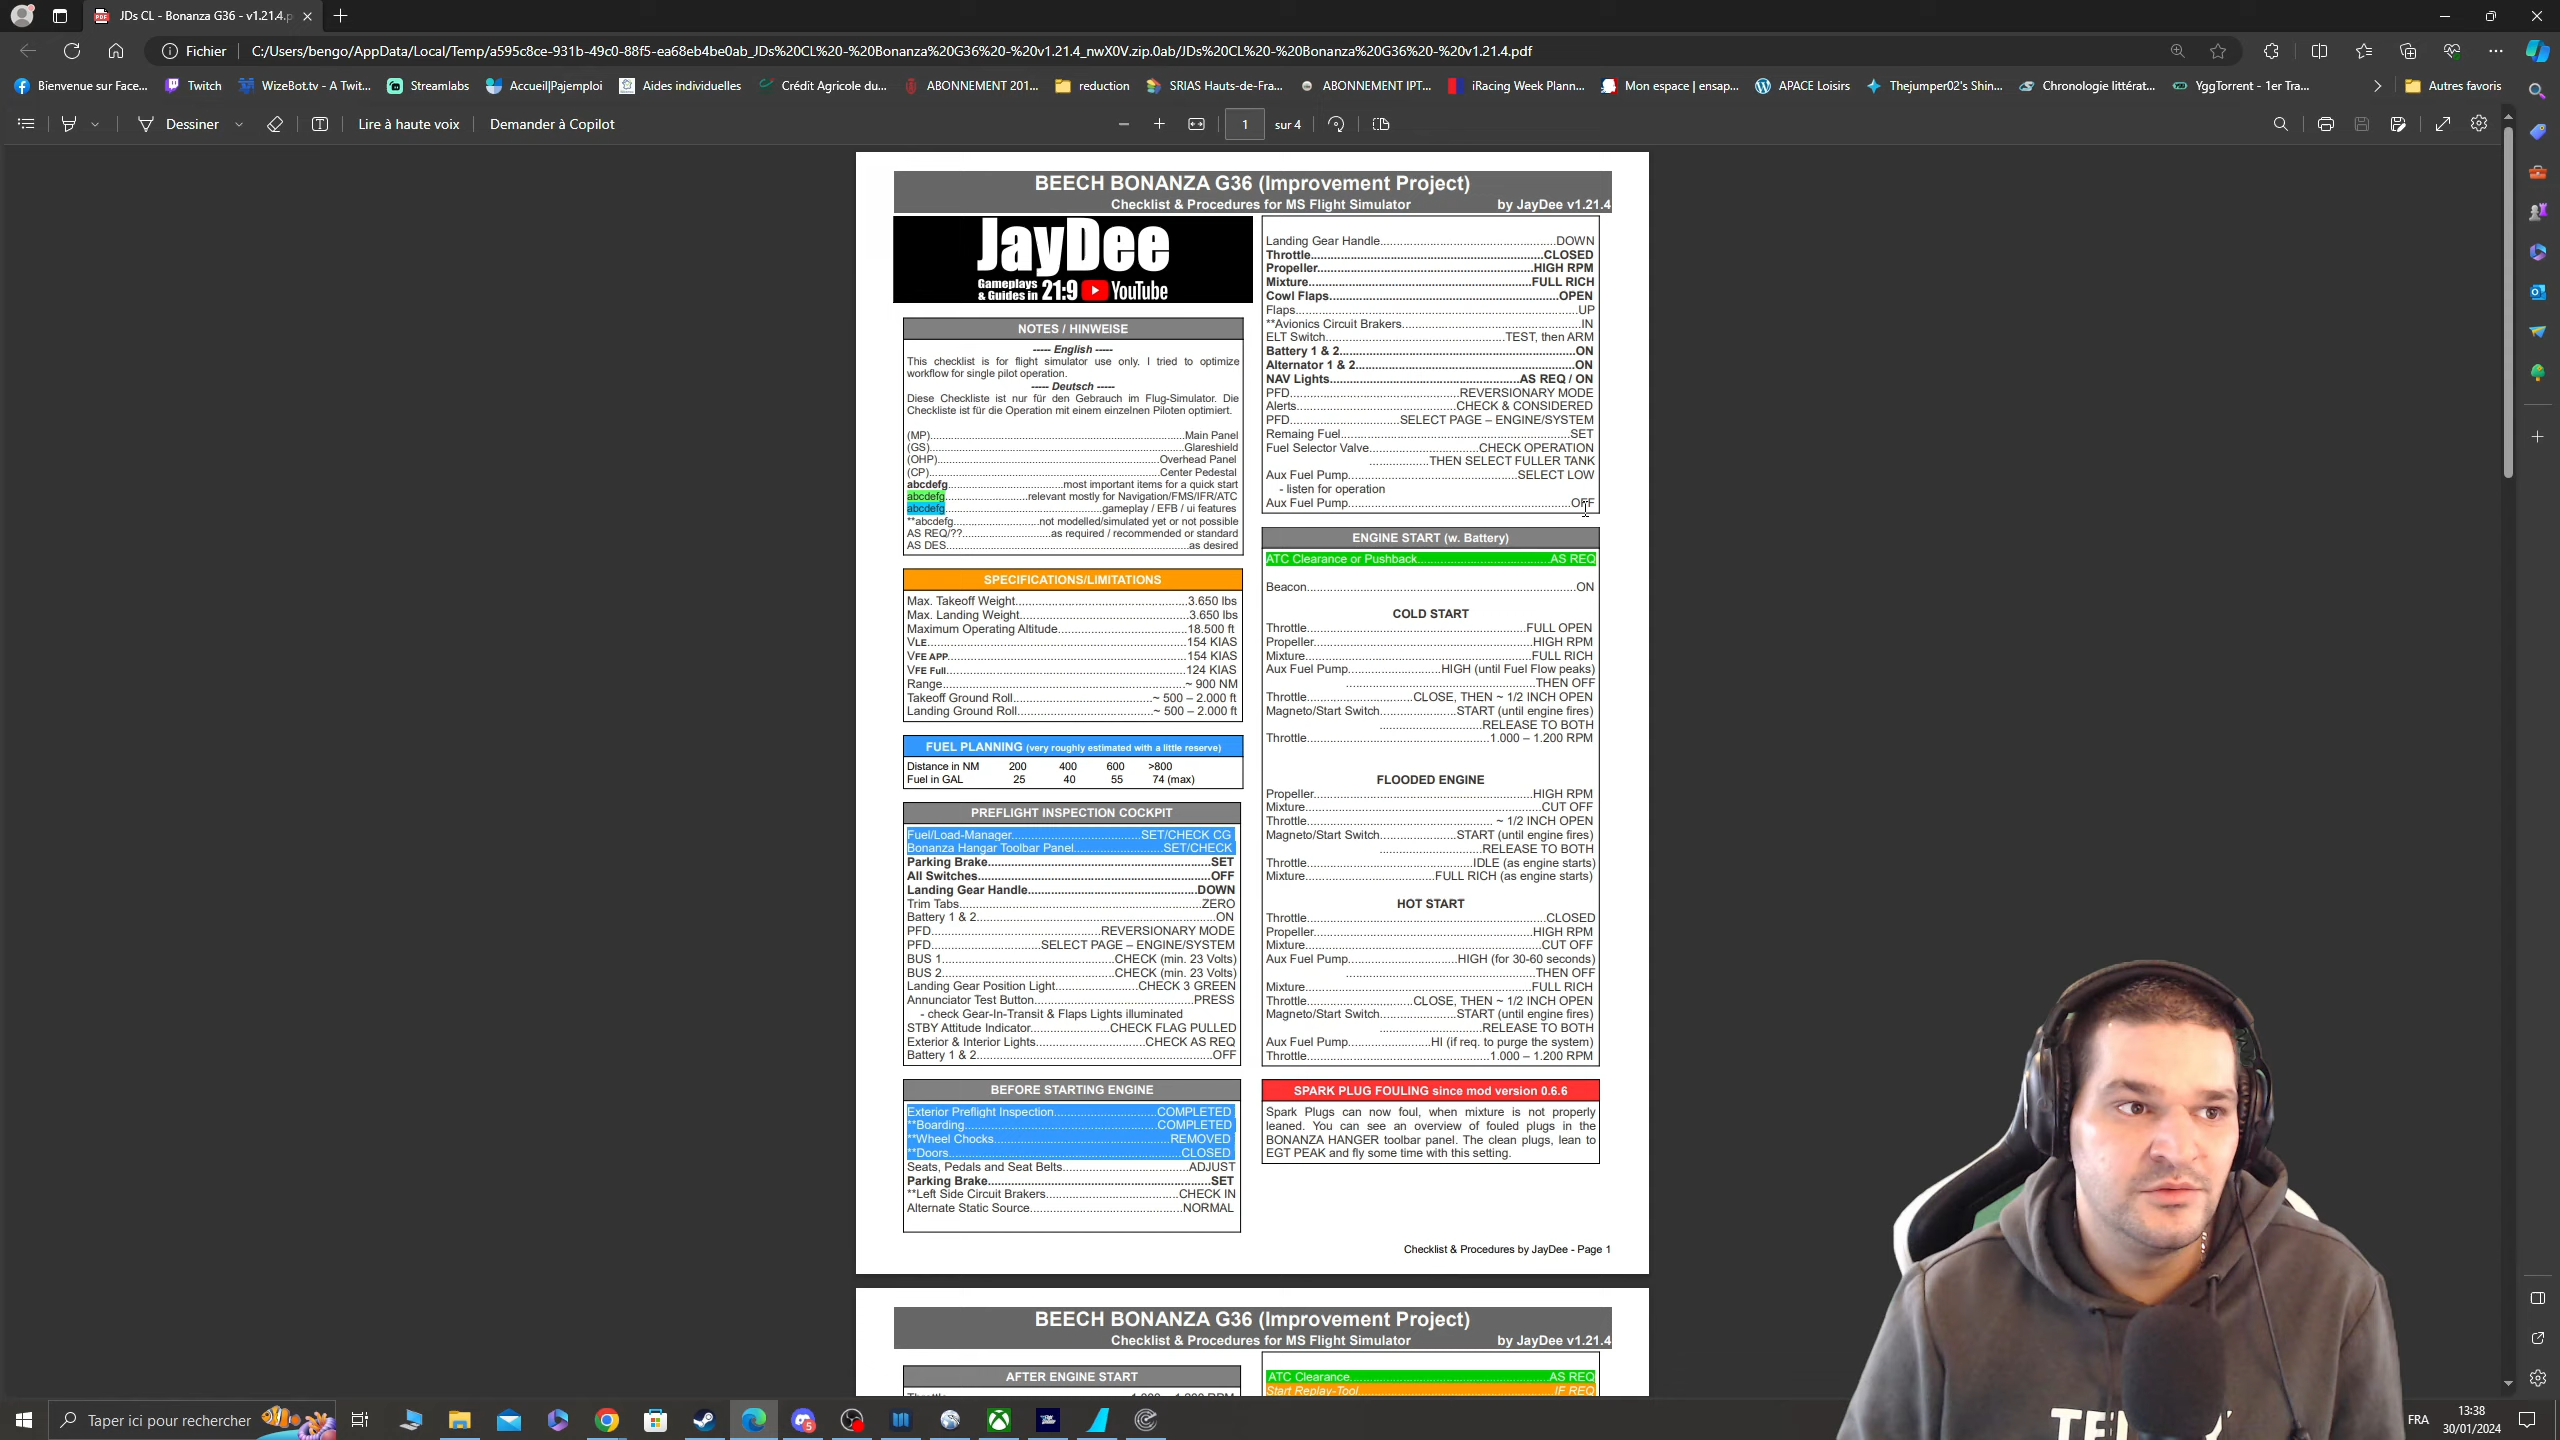 JDs CL - Bonanza G36 - v1.21.4.p
Fichier
C:/Users/bengo/AppData/Local/Temp/a595c8ce-931b-49c0-88f5-ea68eb4be0ab_JDs%20CL%20-%20Bonanza%20G36%20-%20v1.21.4_nwX0V.zip.0ab/JDs%20CL%20-%20Bonanza%20G36%20-%20v1.21.4.pdf
Bienvenue sur Face...
Twitch
WizeBot.tv - A Twit...
Streamlabs
Accueil|Pajemploi
Aides individuelles
Crédit Agricole du...
ABONNEMENT 201...
reduction
SRIAS Hauts-de-Fra...
ABONNEMENT IPT...
iRacing Week Plann...
Mon espace | ensap...
APACE Loisirs
Thejumper02's Shin...
Chronologie littérat...
YggTorrent - 1er Tra...
Autres favoris
Dessiner
Lire à haute voix
Demander à Copilot
1
sur 4
BEECH BONANZA G36 (Improvement Project)
Checklist & Procedures for MS Flight Simulator
by JayDee v1.21.4
JayDee
Gameplays
& Guides in 21:9 YouTube
NOTES / HINWEISE
----- English -----
This checklist is for flight simulator use only. I tried to optimize
workflow for single pilot operation.
----- Deutsch -----
Diese Checkliste ist nur für den Gebrauch im Flug-Simulator. Die
Checkliste ist für die Operation mit einem einzelnen Piloten optimiert.
(MP)...Main Panel
(GS)...Glareshield
(OHP)...Overhead Panel
(CP)...Center Pedestal
abcdefg...most important items for a quick start
abcdefg...relevant mostly for Navigation/FMS/IFR/ATC
abcdefg...gameplay / EFB / ui features
**abcdefg...not modelled/simulated yet or not possible
AS REQ/??...as required / recommended or standard
AS DES...as desired
SPECIFICATIONS/LIMITATIONS
Max. Takeoff Weight...3.650 lbs
Max. Landing Weight...3.650 lbs
Maximum Operating Altitude...18.500 ft
VLE...154 KIAS
VFE APP...154 KIAS
VFE Full...124 KIAS
Range...~ 900 NM
Takeoff Ground Roll...~ 500 – 2.000 ft
Landing Ground Roll...~ 500 – 2.000 ft
FUEL PLANNING (very roughly estimated with a little reserve)
Distance in NM 200 400 600 >800
Fuel in GAL 25 40 55 74 (max)
PREFLIGHT INSPECTION COCKPIT
Fuel/Load-Manager...SET/CHECK CG
Bonanza Hangar Toolbar Panel...SET/CHECK
Parking Brake...SET
All Switches...OFF
Landing Gear Handle...DOWN
Trim Tabs...ZERO
Battery 1 & 2...ON
PFD...REVERSIONARY MODE
PFD...SELECT PAGE – ENGINE/SYSTEM
BUS 1...CHECK (min. 23 Volts)
BUS 2...CHECK (min. 23 Volts)
Landing Gear Position Light...CHECK 3 GREEN
Annunciator Test Button...PRESS
- check Gear-In-Transit & Flaps Lights illuminated
STBY Attitude Indicator...CHECK FLAG PULLED
Exterior & Interior Lights...CHECK AS REQ
Battery 1 & 2...OFF
BEFORE STARTING ENGINE
Exterior Preflight Inspection...COMPLETED
**Boarding...COMPLETED
**Wheel Chocks...REMOVED
**Doors...CLOSED
Seats, Pedals and Seat Belts...ADJUST
Parking Brake...SET
**Left Side Circuit Brakers...CHECK IN
Alternate Static Source...NORMAL
Landing Gear Handle...DOWN
Throttle...CLOSED
Propeller...HIGH RPM
Mixture...FULL RICH
Cowl Flaps...OPEN
Flaps...UP
**Avionics Circuit Brakers...IN
ELT Switch...TEST, then ARM
Battery 1 & 2...ON
Alternator 1 & 2...ON
NAV Lights...AS REQ / ON
PFD...REVERSIONARY MODE
Alerts...CHECK & CONSIDERED
PFD...SELECT PAGE – ENGINE/SYSTEM
Remaing Fuel...SET
Fuel Selector Valve...CHECK OPERATION
...THEN SELECT FULLER TANK
Aux Fuel Pump...SELECT LOW
- listen for operation
Aux Fuel Pump...OFF
ENGINE START (w. Battery)
ATC Clearance or Pushback...AS REQ
Beacon...ON
COLD START
Throttle...FULL OPEN
Propeller...HIGH RPM
Mixture...FULL RICH
Aux Fuel Pump...HIGH (until Fuel Flow peaks)
...THEN OFF
Throttle...CLOSE, THEN ~ 1/2 INCH OPEN
Magneto/Start Switch...START (until engine fires)
...RELEASE TO BOTH
Throttle...1.000 – 1.200 RPM
FLOODED ENGINE
Propeller...HIGH RPM
Mixture...CUT OFF
Throttle...~ 1/2 INCH OPEN
Magneto/Start Switch...START (until engine fires)
...RELEASE TO BOTH
Throttle...IDLE (as engine starts)
Mixture...FULL RICH (as engine starts)
HOT START
Throttle...CLOSED
Propeller...HIGH RPM
Mixture...CUT OFF
Aux Fuel Pump...HIGH (for 30-60 seconds)
...THEN OFF
Mixture...FULL RICH
Throttle...CLOSE, THEN ~ 1/2 INCH OPEN
Magneto/Start Switch...START (until engine fires)
...RELEASE TO BOTH
Aux Fuel Pump...HI (if req. to purge the system)
Throttle...1.000 – 1.200 RPM
SPARK PLUG FOULING since mod version 0.6.6
Spark Plugs can now foul, when mixture is not properly
leaned. You can see an overview of fouled plugs in the
BONANZA HANGER toolbar panel. The clean plugs, lean to
EGT PEAK and fly some time with this setting.
Checklist & Procedures by JayDee - Page 1
BEECH BONANZA G36 (Improvement Project)
Checklist & Procedures for MS Flight Simulator
by JayDee v1.21.4
AFTER ENGINE START
ATC Clearance...AS REQ
Start Replay-Tool...IF REQ
Taper ici pour rechercher
5
FRA
13:38
30/01/2024